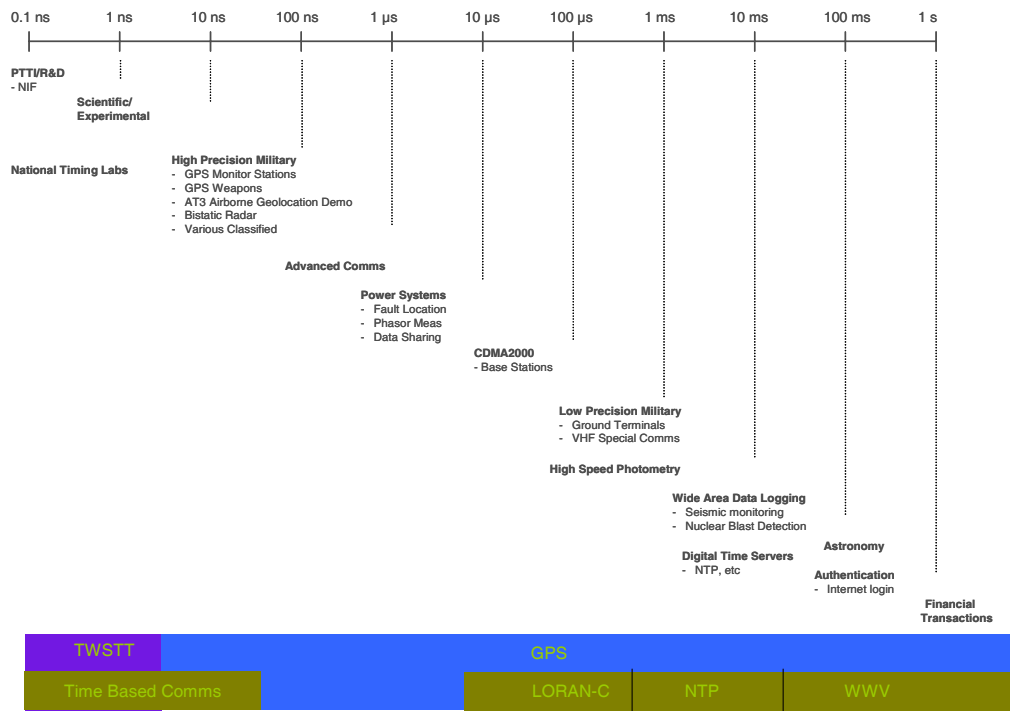 0.1 ns 1 ns 10 ns 100 ns 1 µs 10 µs 100 µs 1 ms 10 ms 100 ms 1 s
PTTI/R&D
- NIF
Scientific/
Experimental
National Timing Labs
High Precision Military
- GPS Monitor Stations
- GPS Weapons
- AT3 Airborne Geolocation Demo
- Bistatic Radar
- Various Classified
Advanced Comms
Power Systems
- Fault Location
- Phasor Meas
- Data Sharing
CDMA2000
- Base Stations
Low Precision Military
- Ground Terminals
- VHF Special Comms
High Speed Photometry
Wide Area Data Logging
- Seismic monitoring
- Nuclear Blast Detection
Digital Time Servers
- NTP, etc
Astronomy
Authentication
- Internet login
Financial
Transactions
TWSTT GPS
Time Based Comms LORAN-C NTP WWV